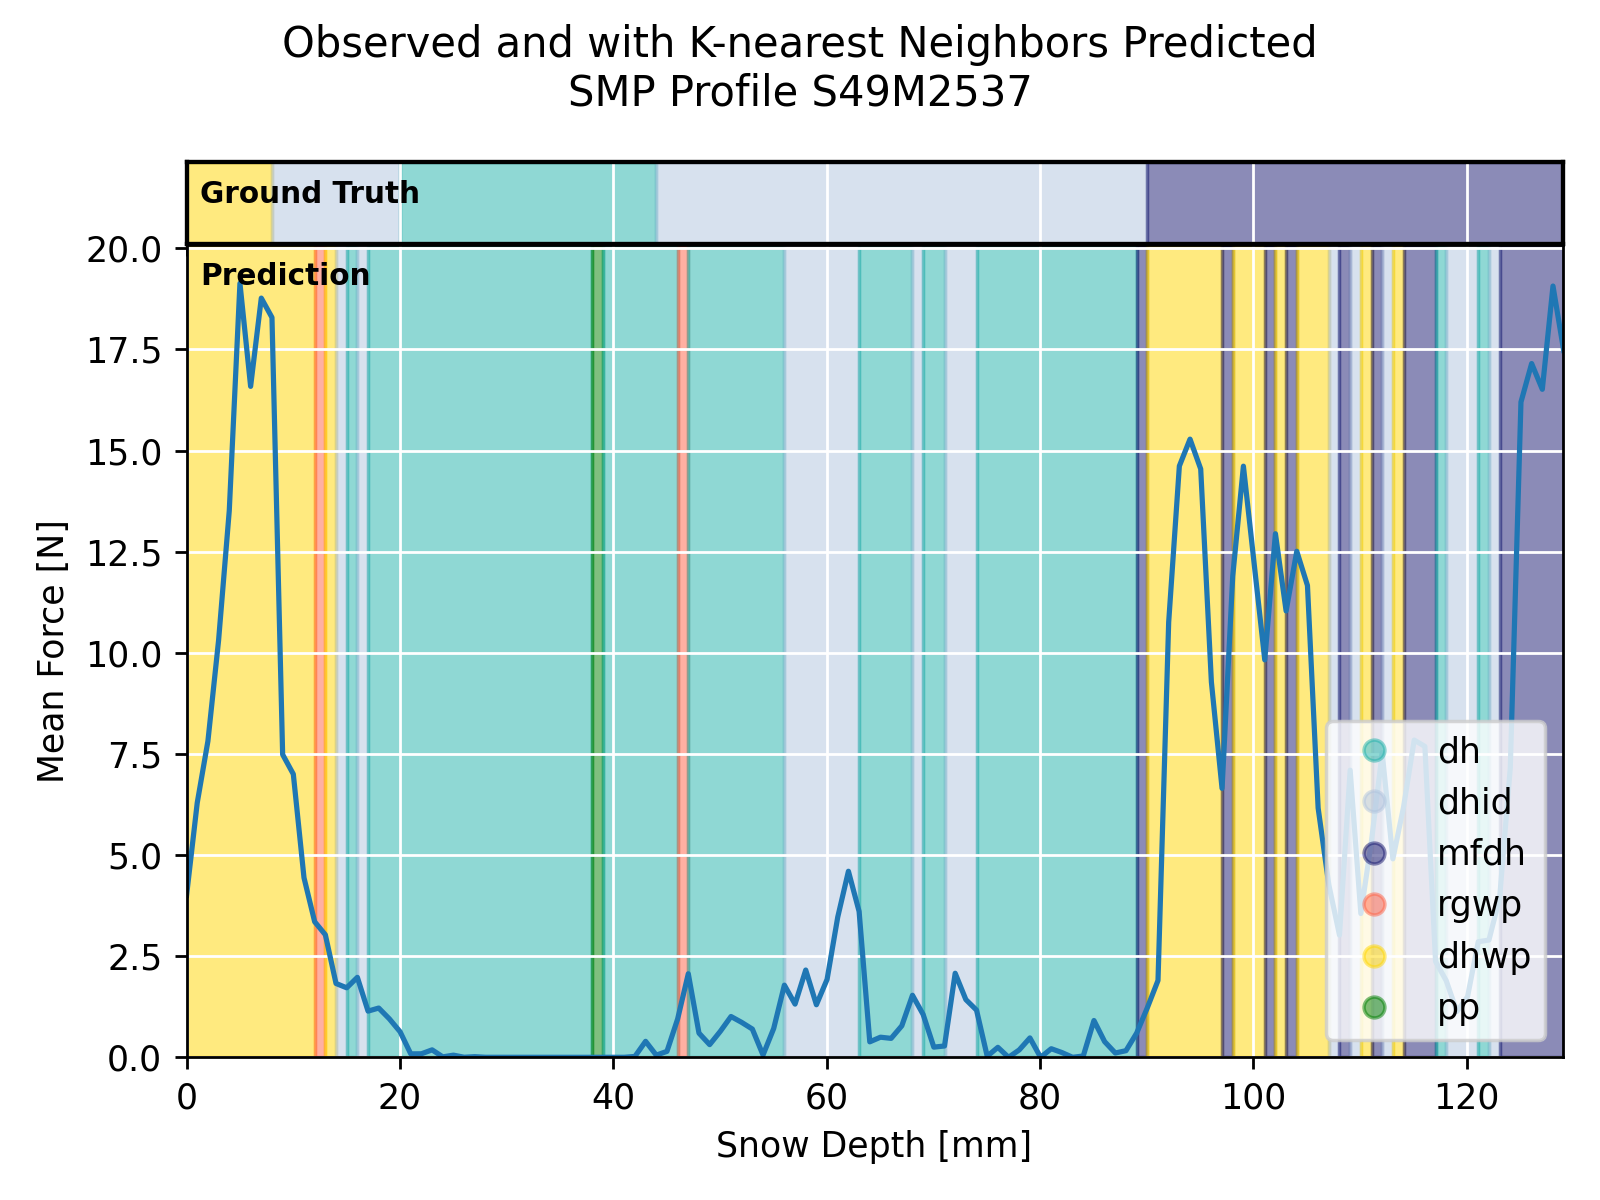 Observed and with K-nearest Neighbors Predicted
SMP Profile S49M2537
Ground Truth
Prediction
20.0
17.5
15.0
12.5
10.0
7.5
5.0
2.5
0.0
Mean Force [N]
dh
dhid
mfdh
rgwp
dhwp
pp
0 20 40 60 80 100 120
Snow Depth [mm]